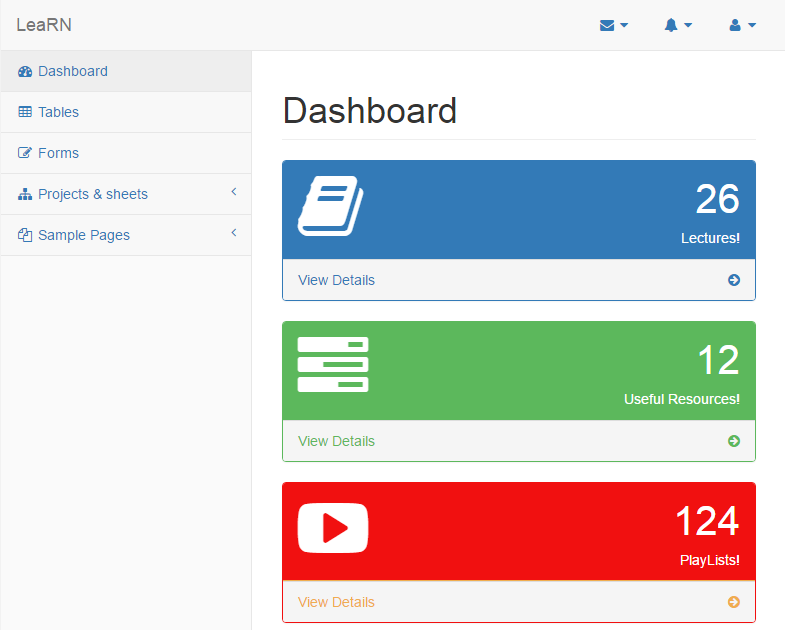 LeaRN
Dashboard
Tables
Forms
Projects & sheets
Sample Pages
Dashboard
26
Lectures!
View Details
12
Useful Resources!
View Details
124
PlayLists!
View Details